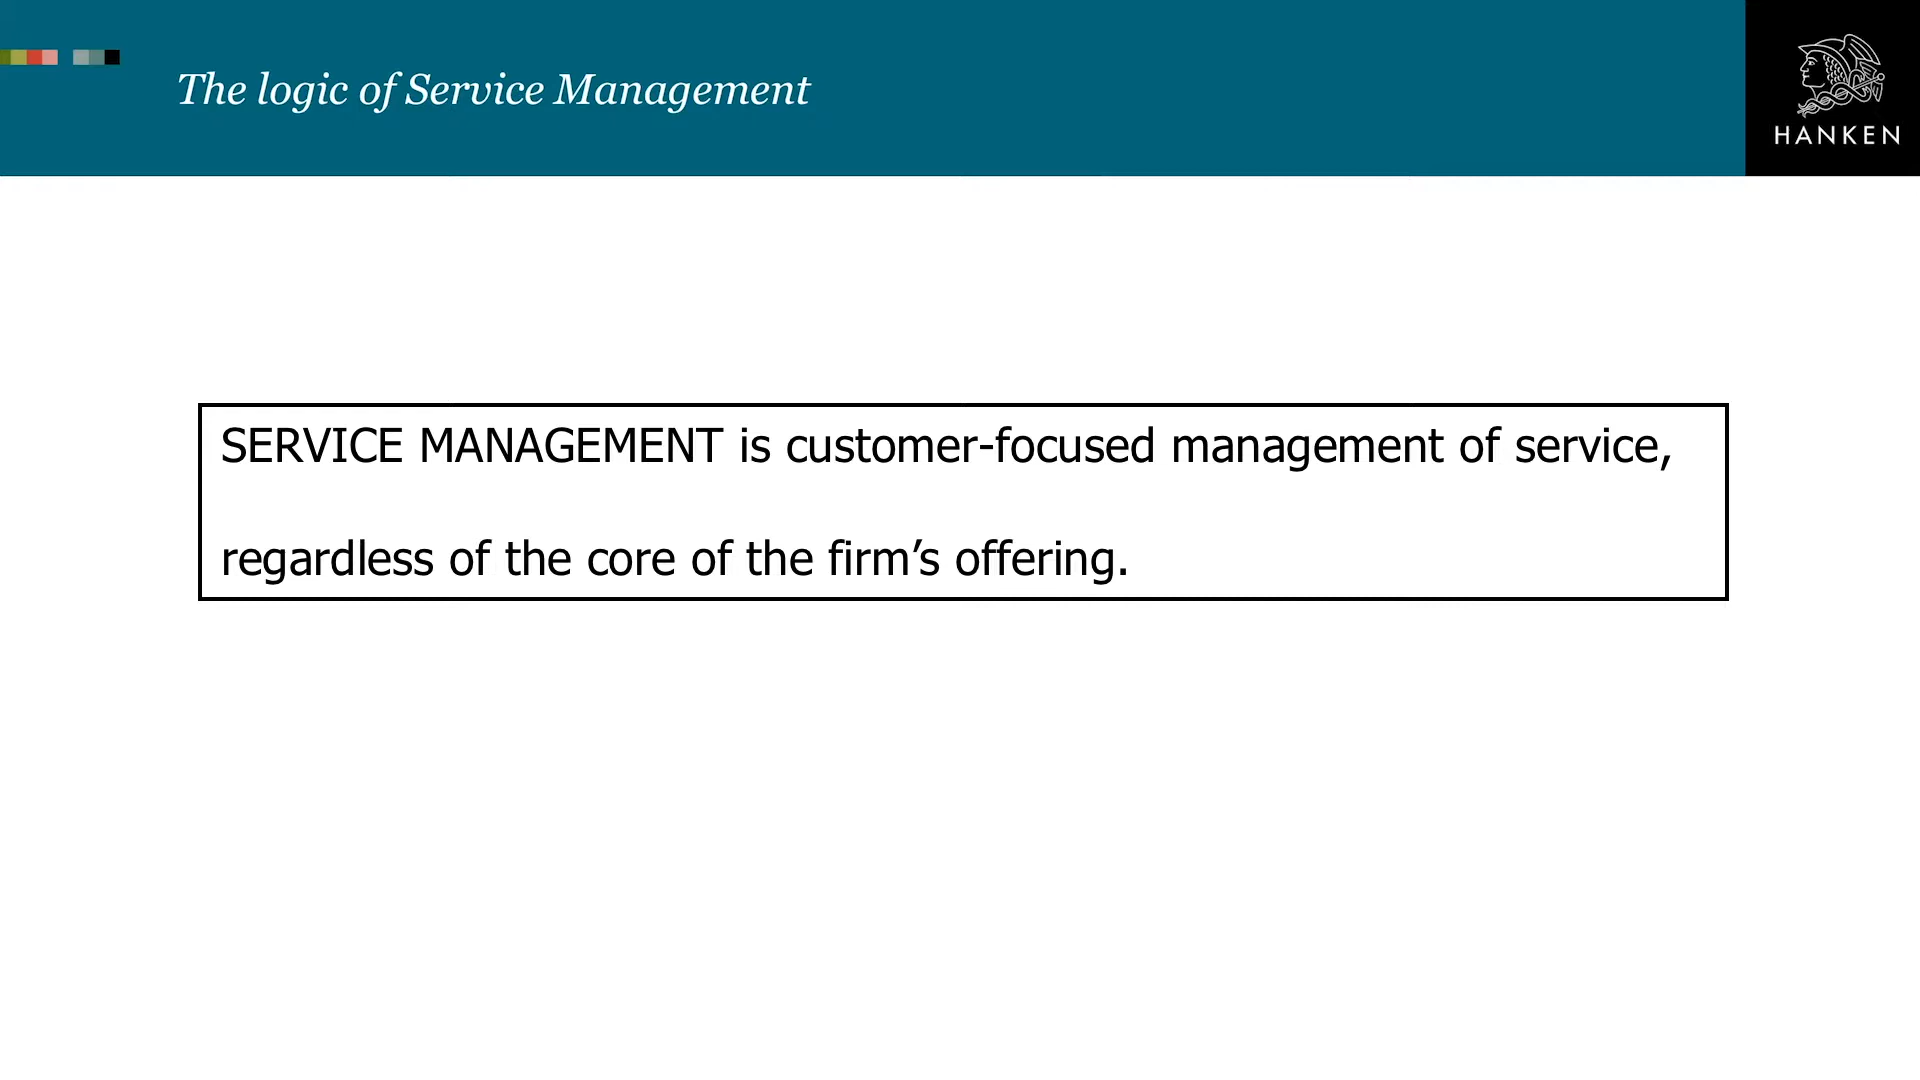 The logic of Service Management
HANKEN
SERVICE MANAGEMENT is customer-focused management of service,
regardless of the core of the firm’s offering.